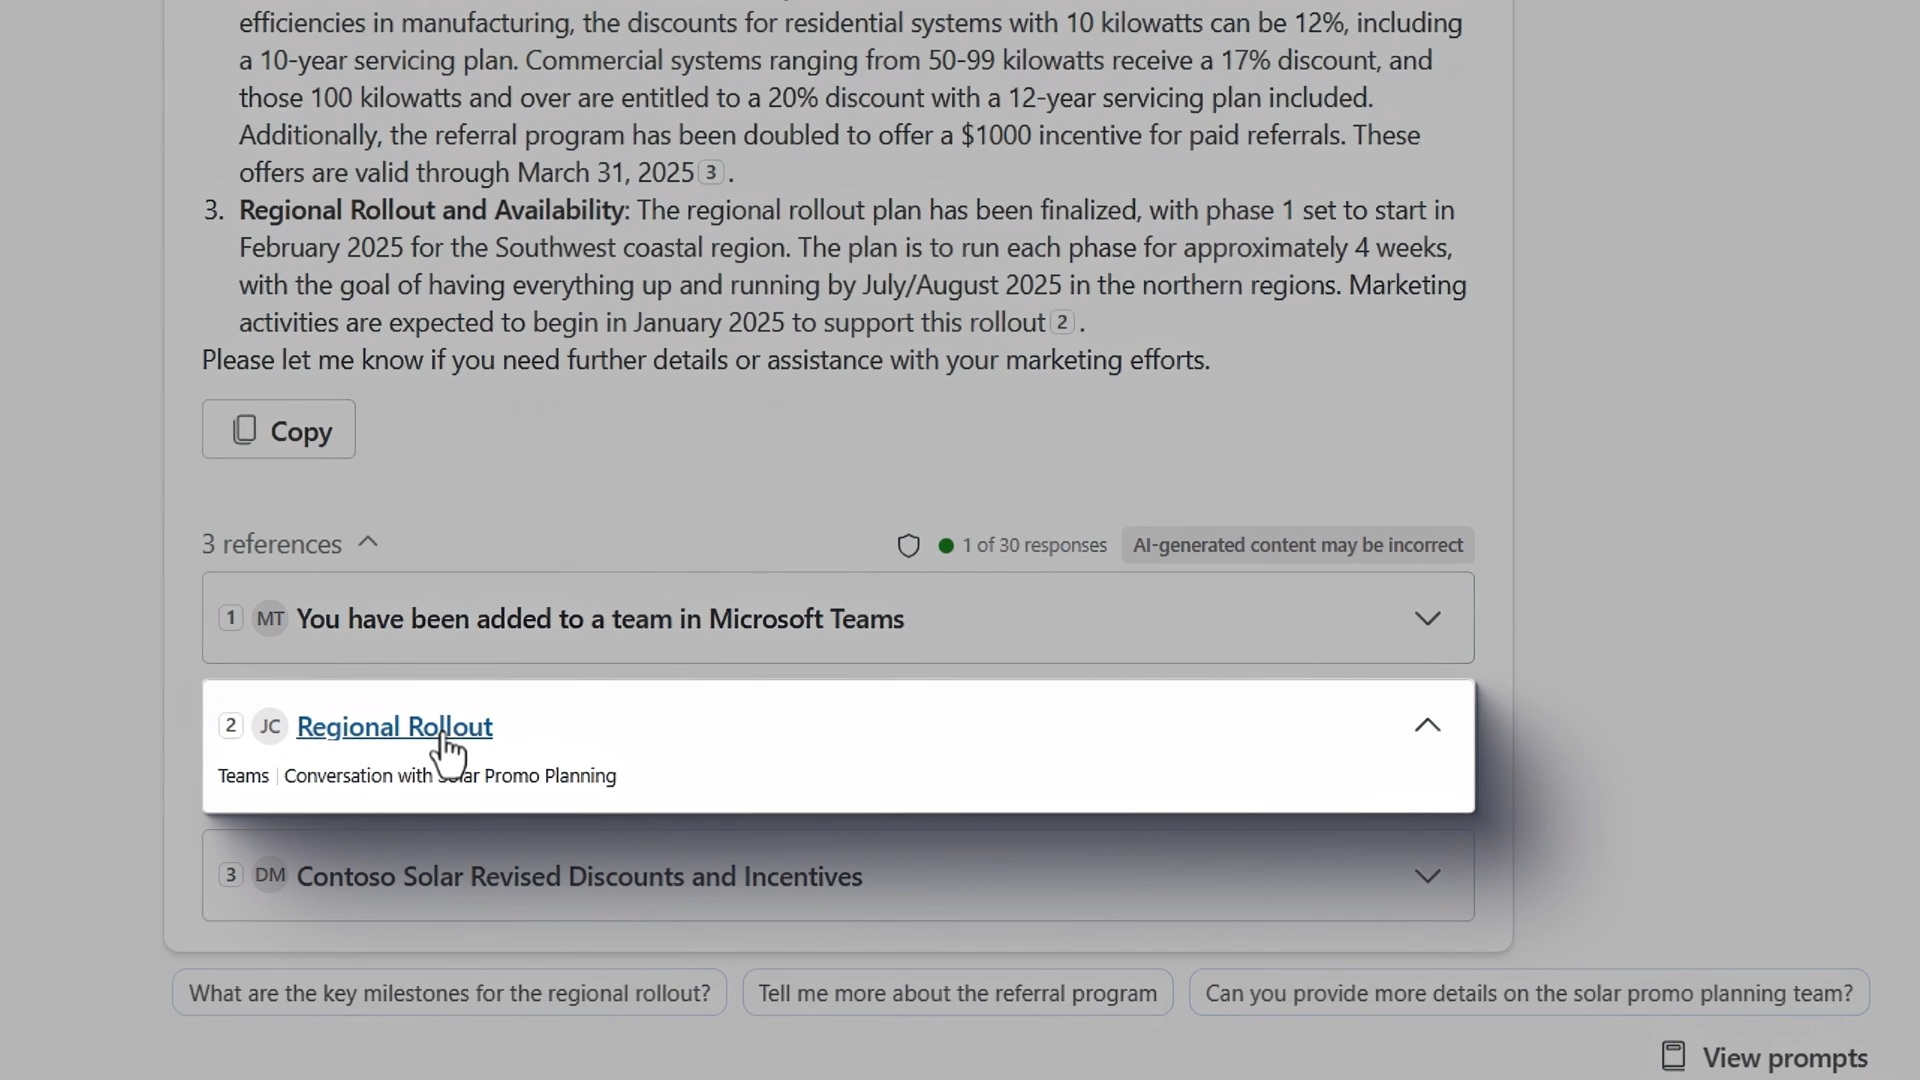 efficiencies in manufacturing, the discounts for residential systems with 10 kilowatts can be 12%, including
a 10-year servicing plan. Commercial systems ranging from 50-99 kilowatts receive a 17% discount, and
those 100 kilowatts and over are entitled to a 20% discount with a 12-year servicing plan included.
Additionally, the referral program has been doubled to offer a $1000 incentive for paid referrals. These
offers are valid through March 31, 2025 3 .
3. Regional Rollout and Availability: The regional rollout plan has been finalized, with phase 1 set to start in
February 2025 for the Southwest coastal region. The plan is to run each phase for approximately 4 weeks,
with the goal of having everything up and running by July/August 2025 in the northern regions. Marketing
activities are expected to begin in January 2025 to support this rollout 2 .
Please let me know if you need further details or assistance with your marketing efforts.
Copy
3 references
1 of 30 responses
AI-generated content may be incorrect
1 MT You have been added to a team in Microsoft Teams
2 JC Regional Rollout
Teams | Conversation with Solar Promo Planning
3 DM Contoso Solar Revised Discounts and Incentives
What are the key milestones for the regional rollout?
Tell me more about the referral program
Can you provide more details on the solar promo planning team?
View prompts